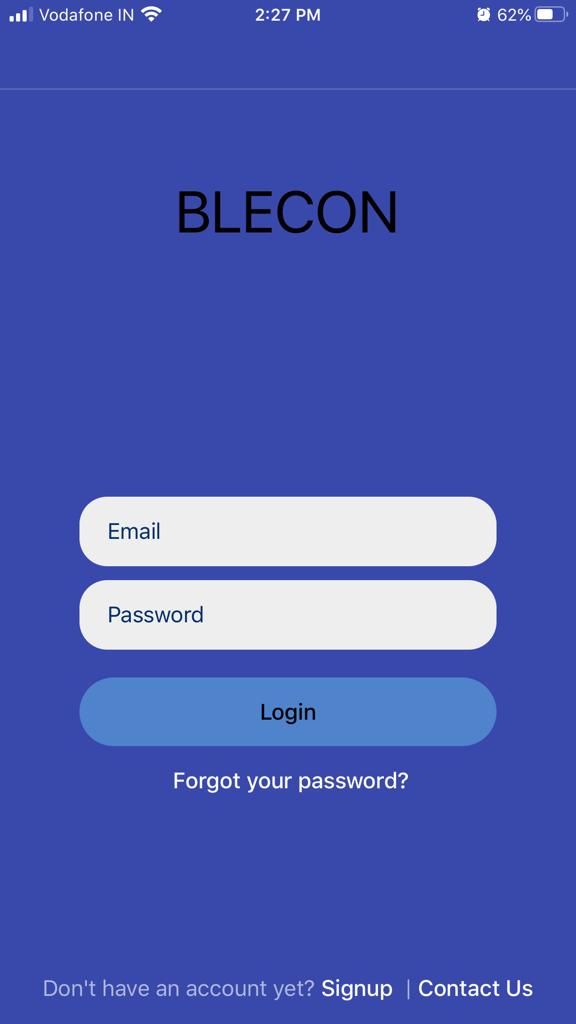 Vodafone IN 2:27 PM 62%
BLECON
Email
Password
Login
Forgot your password?
Don't have an account yet? Signup | Contact Us